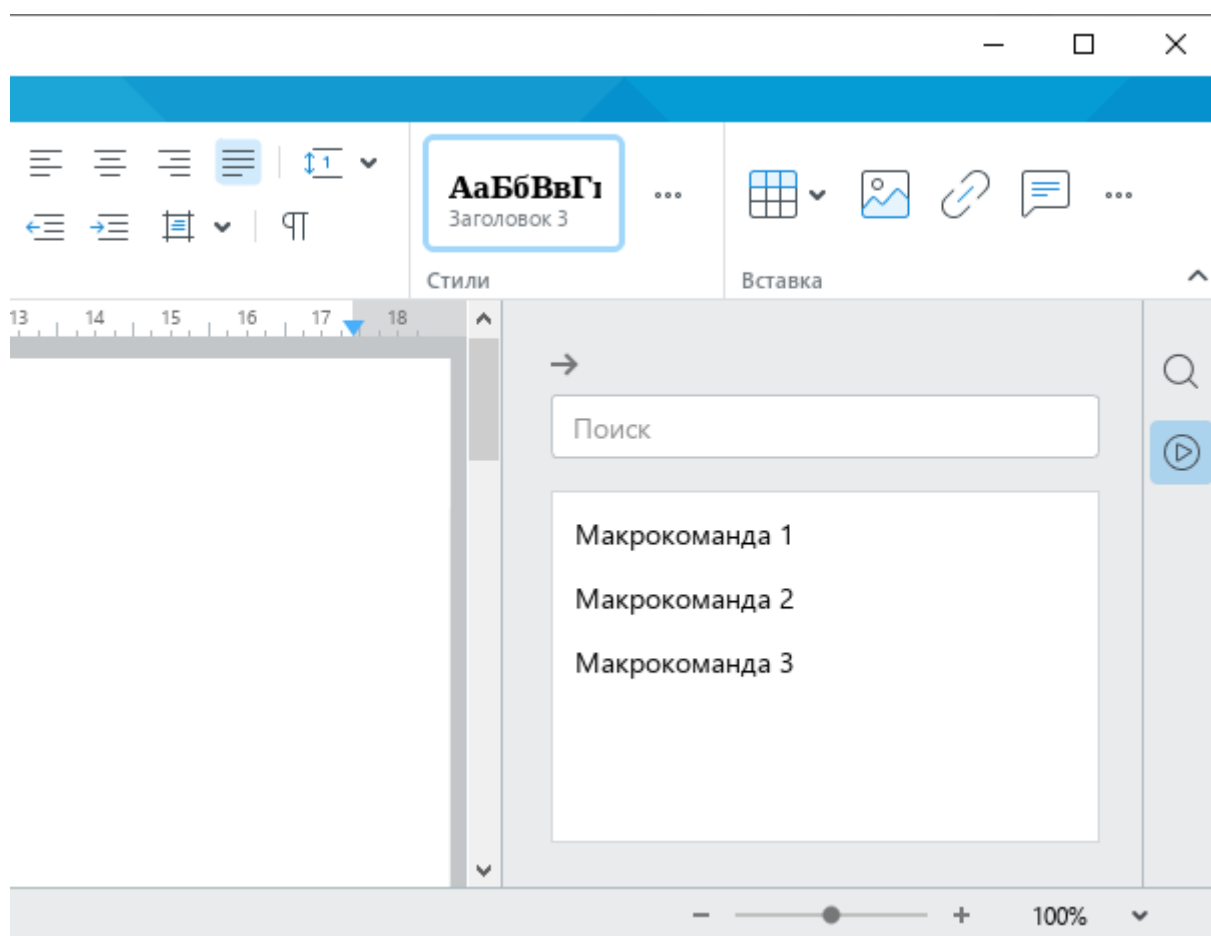 1
АаБбВвГг
Заголовок 3
Стили
Вставка
13 14 15 16 17 18
Поиск
Макрокоманда 1
Макрокоманда 2
Макрокоманда 3
100%